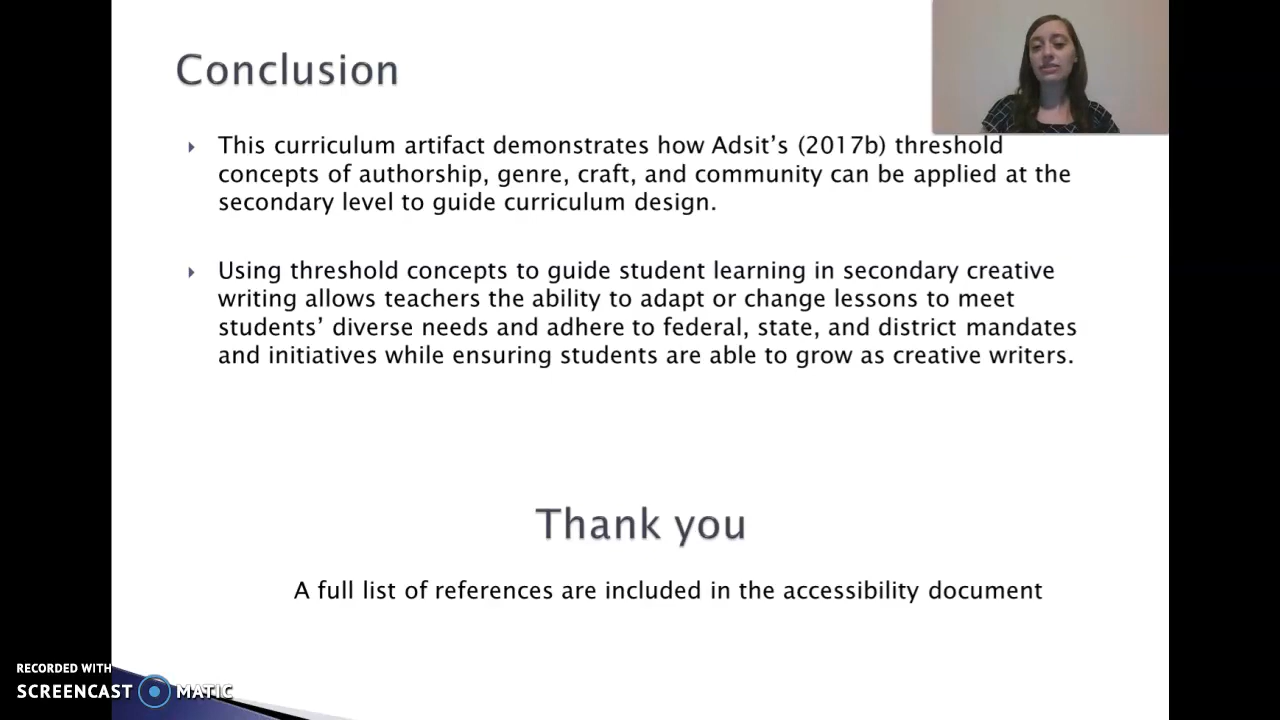 Conclusion
This curriculum artifact demonstrates how Adsit’s (2017b) threshold
concepts of authorship, genre, craft, and community can be applied at the
secondary level to guide curriculum design.
Using threshold concepts to guide student learning in secondary creative
writing allows teachers the ability to adapt or change lessons to meet
students’ diverse needs and adhere to federal, state, and district mandates
and initiatives while ensuring students are able to grow as creative writers.
Thank you
A full list of references are included in the accessibility document
RECORDED WITH
SCREENCAST MATIC